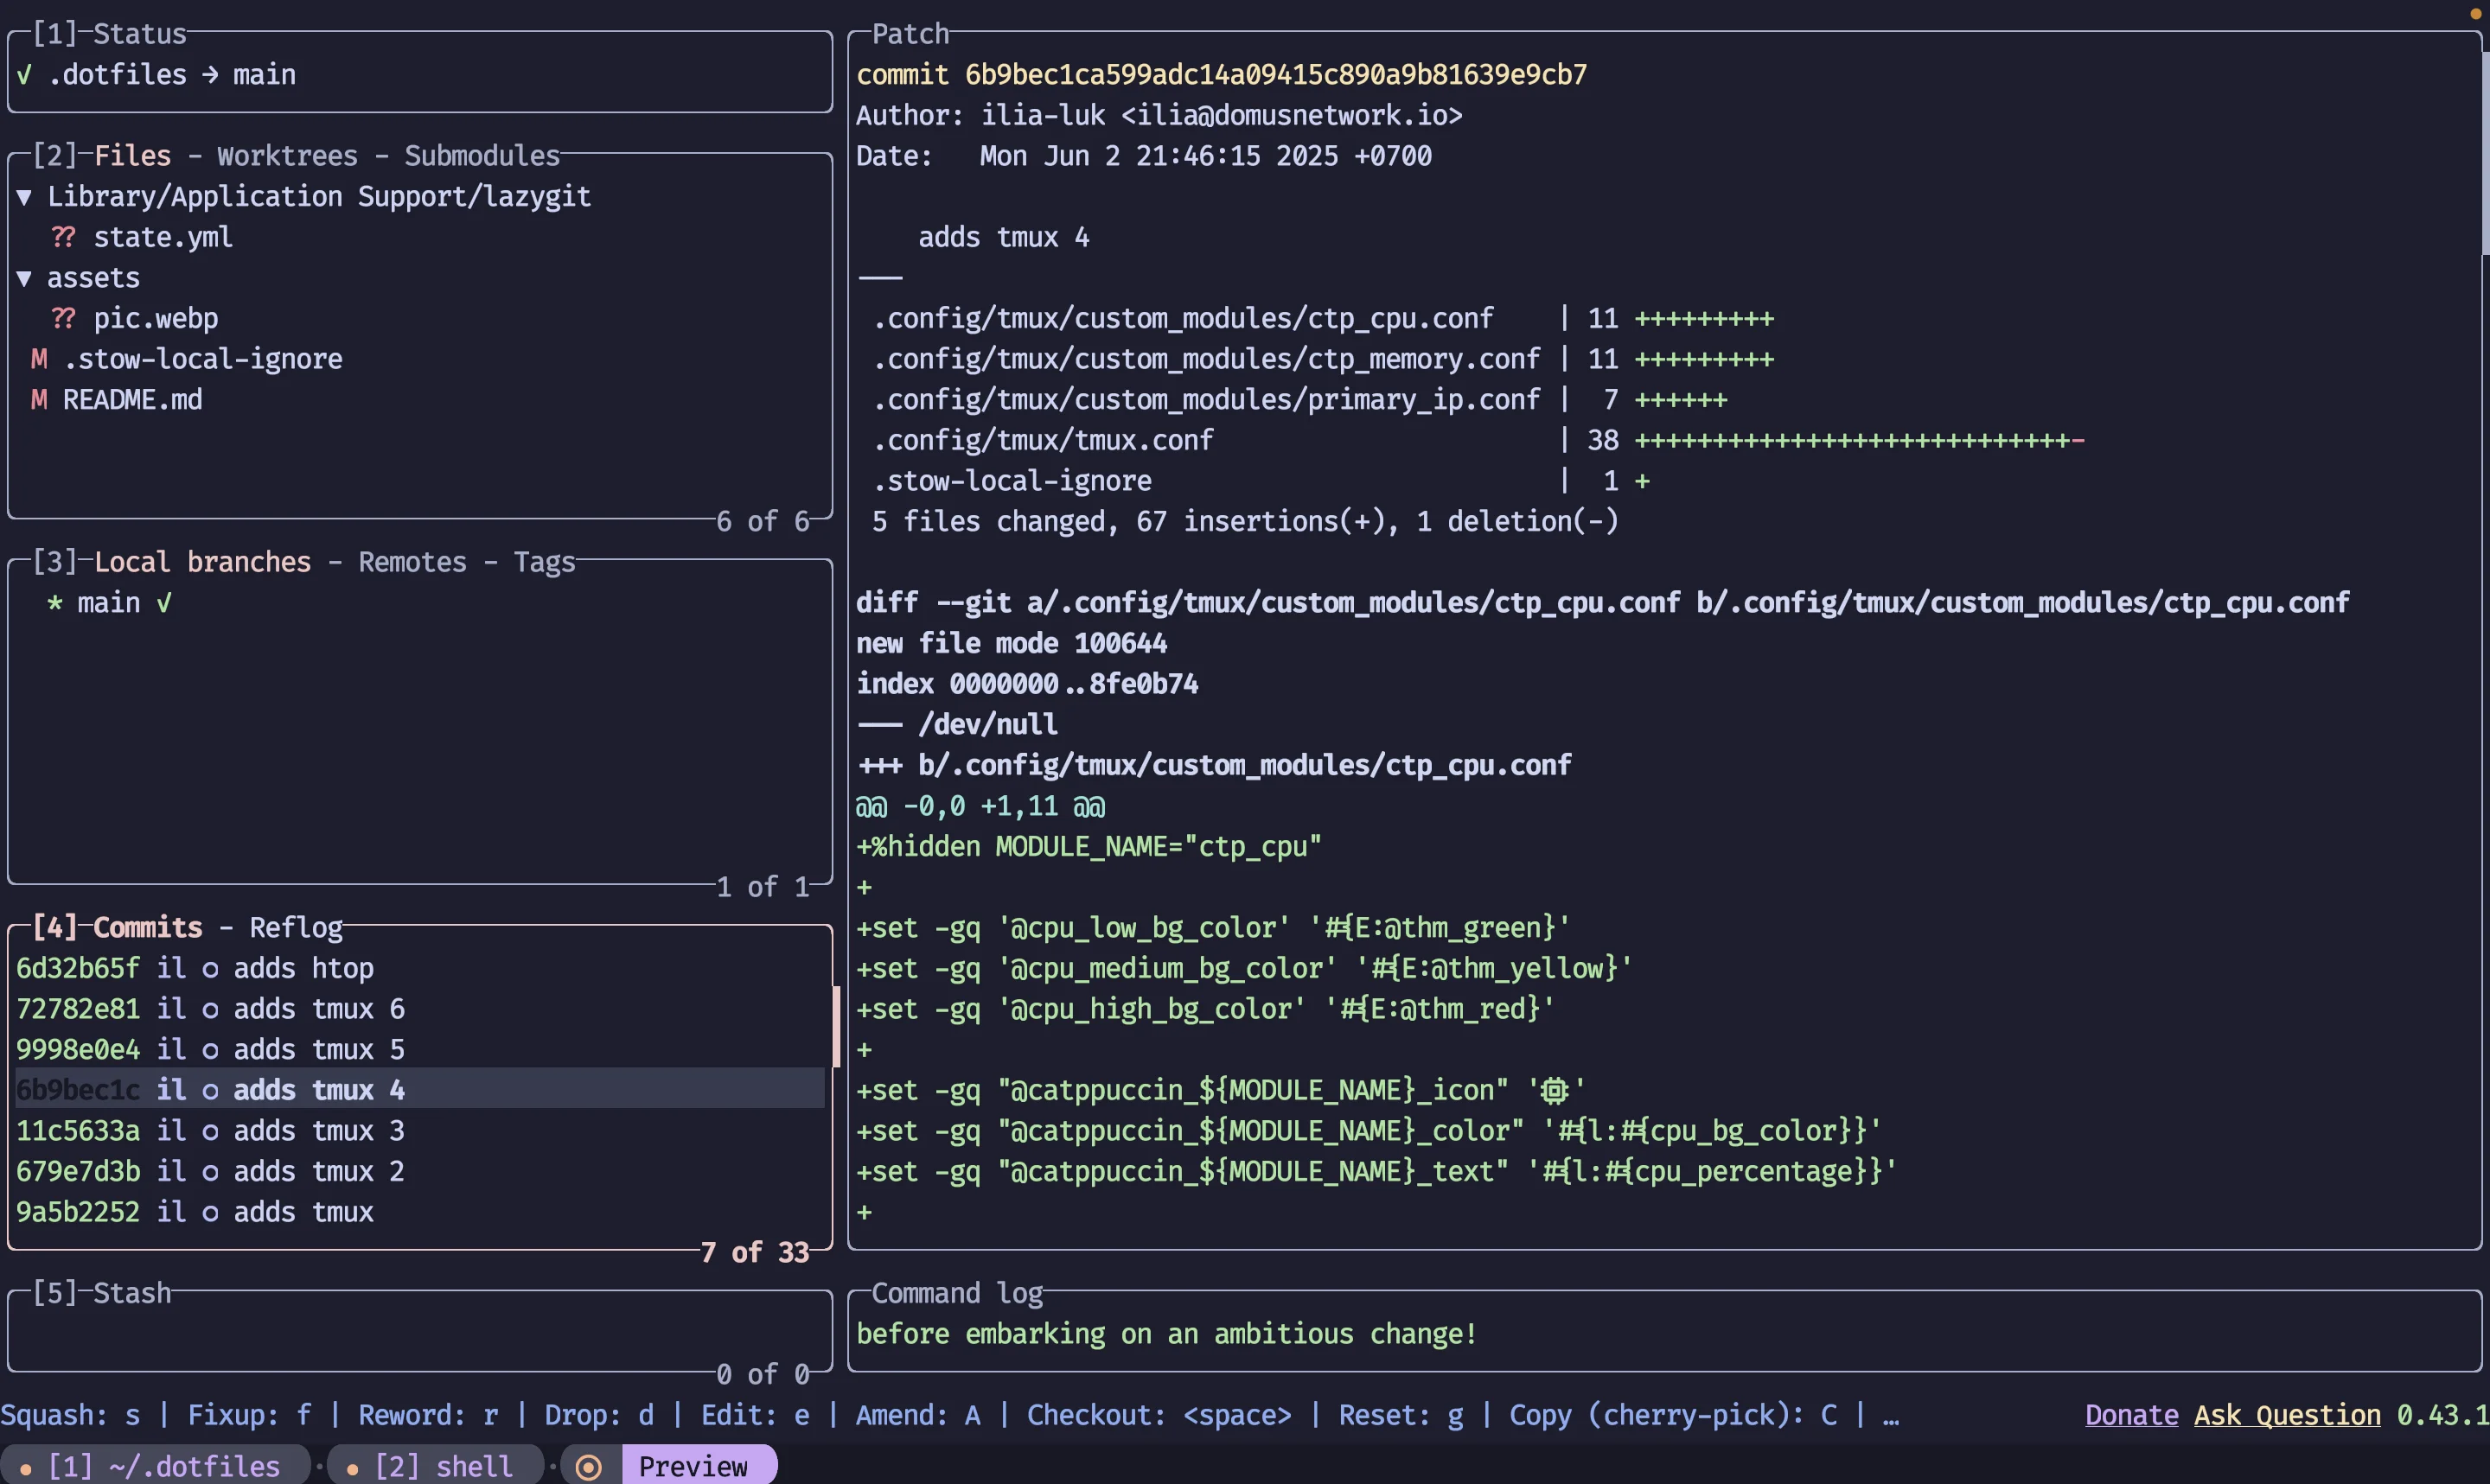 [1] Status
√ .dotfiles → main
[2] Files - Worktrees - Submodules
▼ Library/Application Support/lazygit
?? state.yml
▼ assets
?? pic.webp
M .stow-local-ignore
M README.md
6 of 6
[3] Local branches - Remotes - Tags
* main √
1 of 1
[4] Commits - Reflog
6d32b65f il ○ adds htop
72782e81 il ○ adds tmux 6
9998e0e4 il ○ adds tmux 5
6b9bec1c il ○ adds tmux 4
11c5633a il ○ adds tmux 3
679e7d3b il ○ adds tmux 2
9a5b2252 il ○ adds tmux
7 of 33
[5] Stash
0 of 0
Patch
commit 6b9bec1ca599adc14a09415c890a9b81639e9cb7
Author: ilia-luk <ilia@domusnetwork.io>
Date:   Mon Jun 2 21:46:15 2025 +0700
adds tmux 4
---
.config/tmux/custom_modules/ctp_cpu.conf    | 11 +++++++++
.config/tmux/custom_modules/ctp_memory.conf | 11 +++++++++
.config/tmux/custom_modules/primary_ip.conf |  7 ++++++
.config/tmux/tmux.conf                      | 38 ++++++++++++++++++++++++++++-
.stow-local-ignore                          |  1 +
5 files changed, 67 insertions(+), 1 deletion(-)
diff --git a/.config/tmux/custom_modules/ctp_cpu.conf b/.config/tmux/custom_modules/ctp_cpu.conf
new file mode 100644
index 0000000..8fe0b74
--- /dev/null
+++ b/.config/tmux/custom_modules/ctp_cpu.conf
@@ -0,0 +1,11 @@
+%hidden MODULE_NAME="ctp_cpu"
+
+set -gq '@cpu_low_bg_color' '#{E:@thm_green}'
+set -gq '@cpu_medium_bg_color' '#{E:@thm_yellow}'
+set -gq '@cpu_high_bg_color' '#{E:@thm_red}'
+
+set -gq "@catppuccin_${MODULE_NAME}_icon" ' '
+set -gq "@catppuccin_${MODULE_NAME}_color" '#{l:#{cpu_bg_color}}'
+set -gq "@catppuccin_${MODULE_NAME}_text" '#{l:#{cpu_percentage}}'
+
Command log
before embarking on an ambitious change!
Squash: s | Fixup: f | Reword: r | Drop: d | Edit: e | Amend: A | Checkout: <space> | Reset: g | Copy (cherry-pick): C | … Donate Ask Question 0.43.1
[1] ~/.dotfiles · [2] shell · Preview